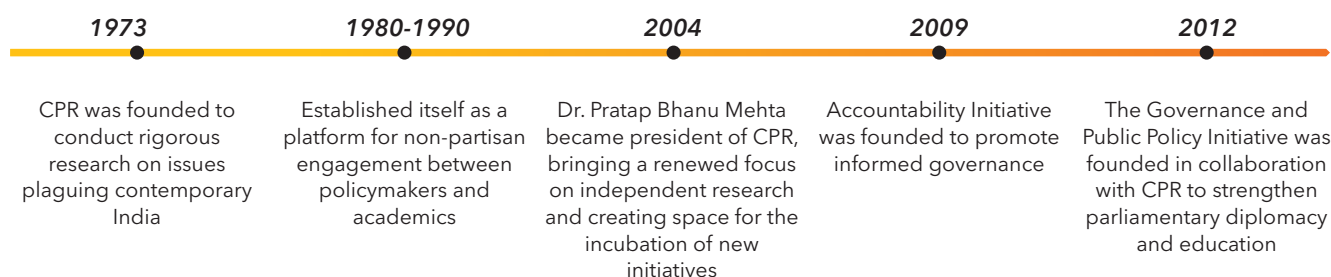 1973
CPR was founded to
conduct rigorous
research on issues
plaguing contemporary
India
1980-1990
Established itself as a
platform for non-partisan
engagement between
policymakers and
academics
2004
Dr. Pratap Bhanu Mehta
became president of CPR,
bringing a renewed focus
on independent research
and creating space for the
incubation of new
initiatives
2009
Accountability Initiative
was founded to promote
informed governance
2012
The Governance and
Public Policy Initiative was
founded in collaboration
with CPR to strengthen
parliamentary diplomacy
and education